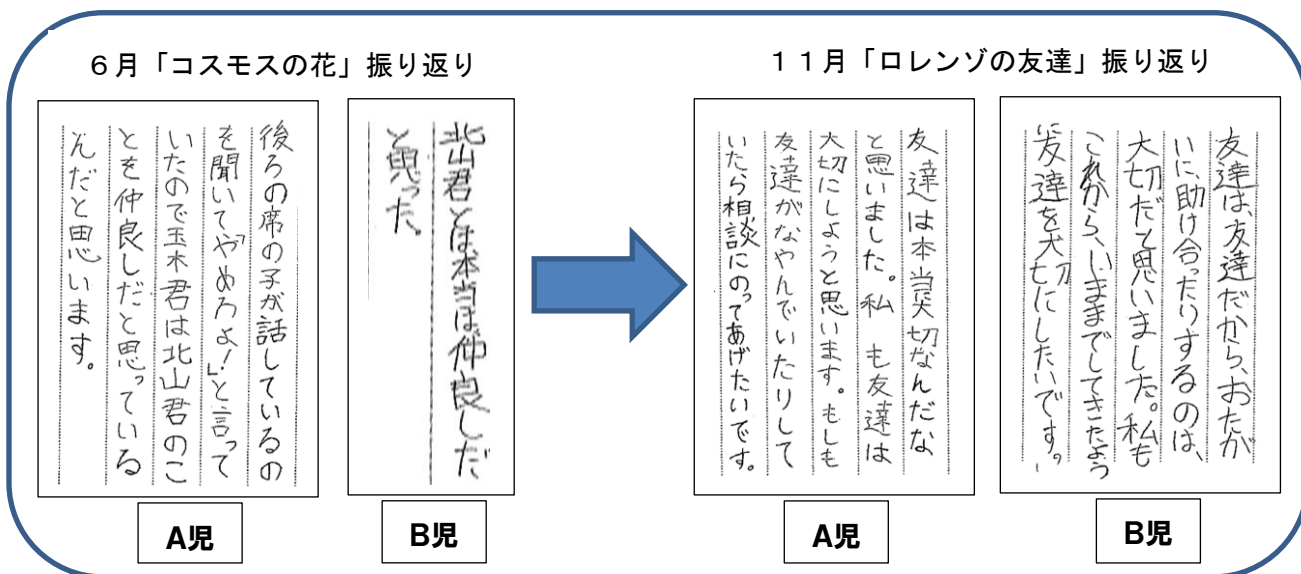 6月「コスモスの花」振り返り
後ろの席の子が話しているの
を聞いて「やめろよ!」と言って
いたので玉木君は北山君のこ
とを仲良しだと思っている
んだと思います。
A児
北山君とは本当は仲良しだ
と思った。
B児
11月「ロレンゾの友達」振り返り
友達は本当大切なんだな
と思いました。私も友達は
大切にしようと思います。もしも
友達がなやんでいたりして
いたら相談にのってあげたいです。
A児
友達は、友達だから、おたが
いに、助け合ったりするのは、
大切だと思いました。私も
これから、いままでしてきたよう
に友達を大切にしたいです。
B児